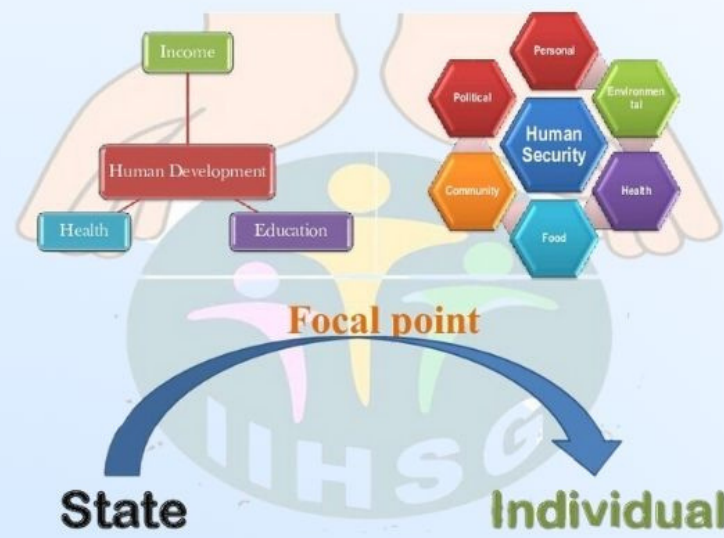 Income
Human Development
Health
Education
Personal
Political
Environmen
tal
Human
Security
Community
Health
Food
Focal point
IIHSG
State
Individual